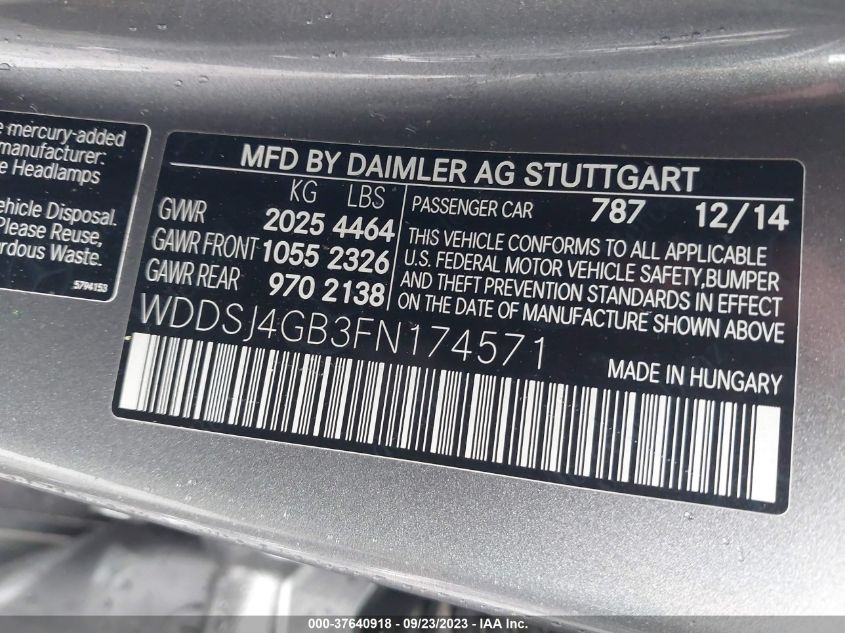 e mercury-added
manufacturer:
e Headlamps
ehicle Disposal.
Please Reuse,
ardous Waste.
5794153
MFD BY DAIMLER AG STUTTGART
KG LBS
GVWR 2025 4464
GAWR FRONT 1055 2326
GAWR REAR 970 2138
PASSENGER CAR 787 12/14
THIS VEHICLE CONFORMS TO ALL APPLICABLE
U.S. FEDERAL MOTOR VEHICLE SAFETY,BUMPER
AND THEFT PREVENTION STANDARDS IN EFFECT
ON THE DATE OF MANUFACTURE SHOWN ABOVE
WDDSJ4GB3FN174571
MADE IN HUNGARY
000-37640918 - 09/23/2023 - IAA Inc.